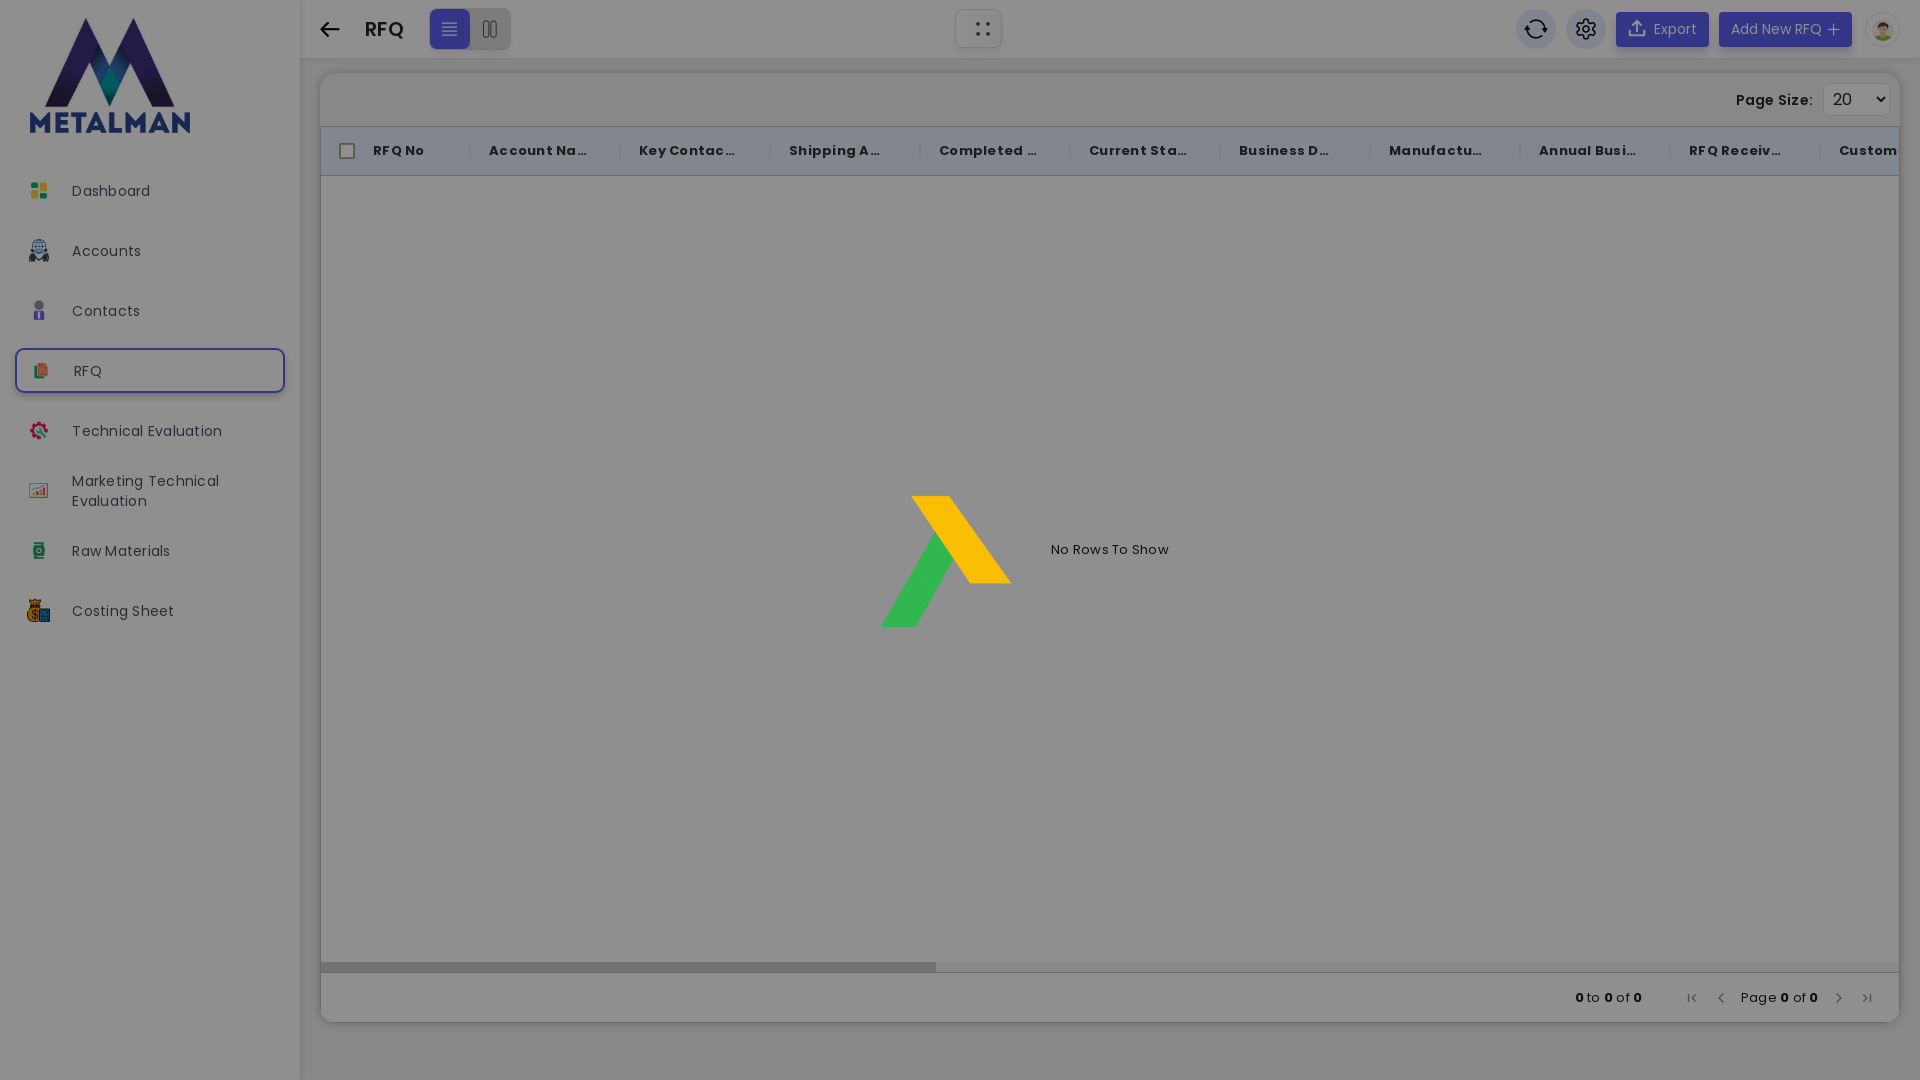 METALMAN
Dashboard
Accounts
Contacts
RFQ
Technical Evaluation
Marketing Technical
Evaluation
Raw Materials
Costing Sheet
RFQ
Export
Add New RFQ
Page Size:
20
RFQ No
Account Na...
Key Contac...
Shipping A...
Completed ...
Current Sta...
Business D...
Manufactu...
Annual Busi...
RFQ Receiv...
Custom
No Rows To Show
0 to 0 of 0
Page 0 of 0